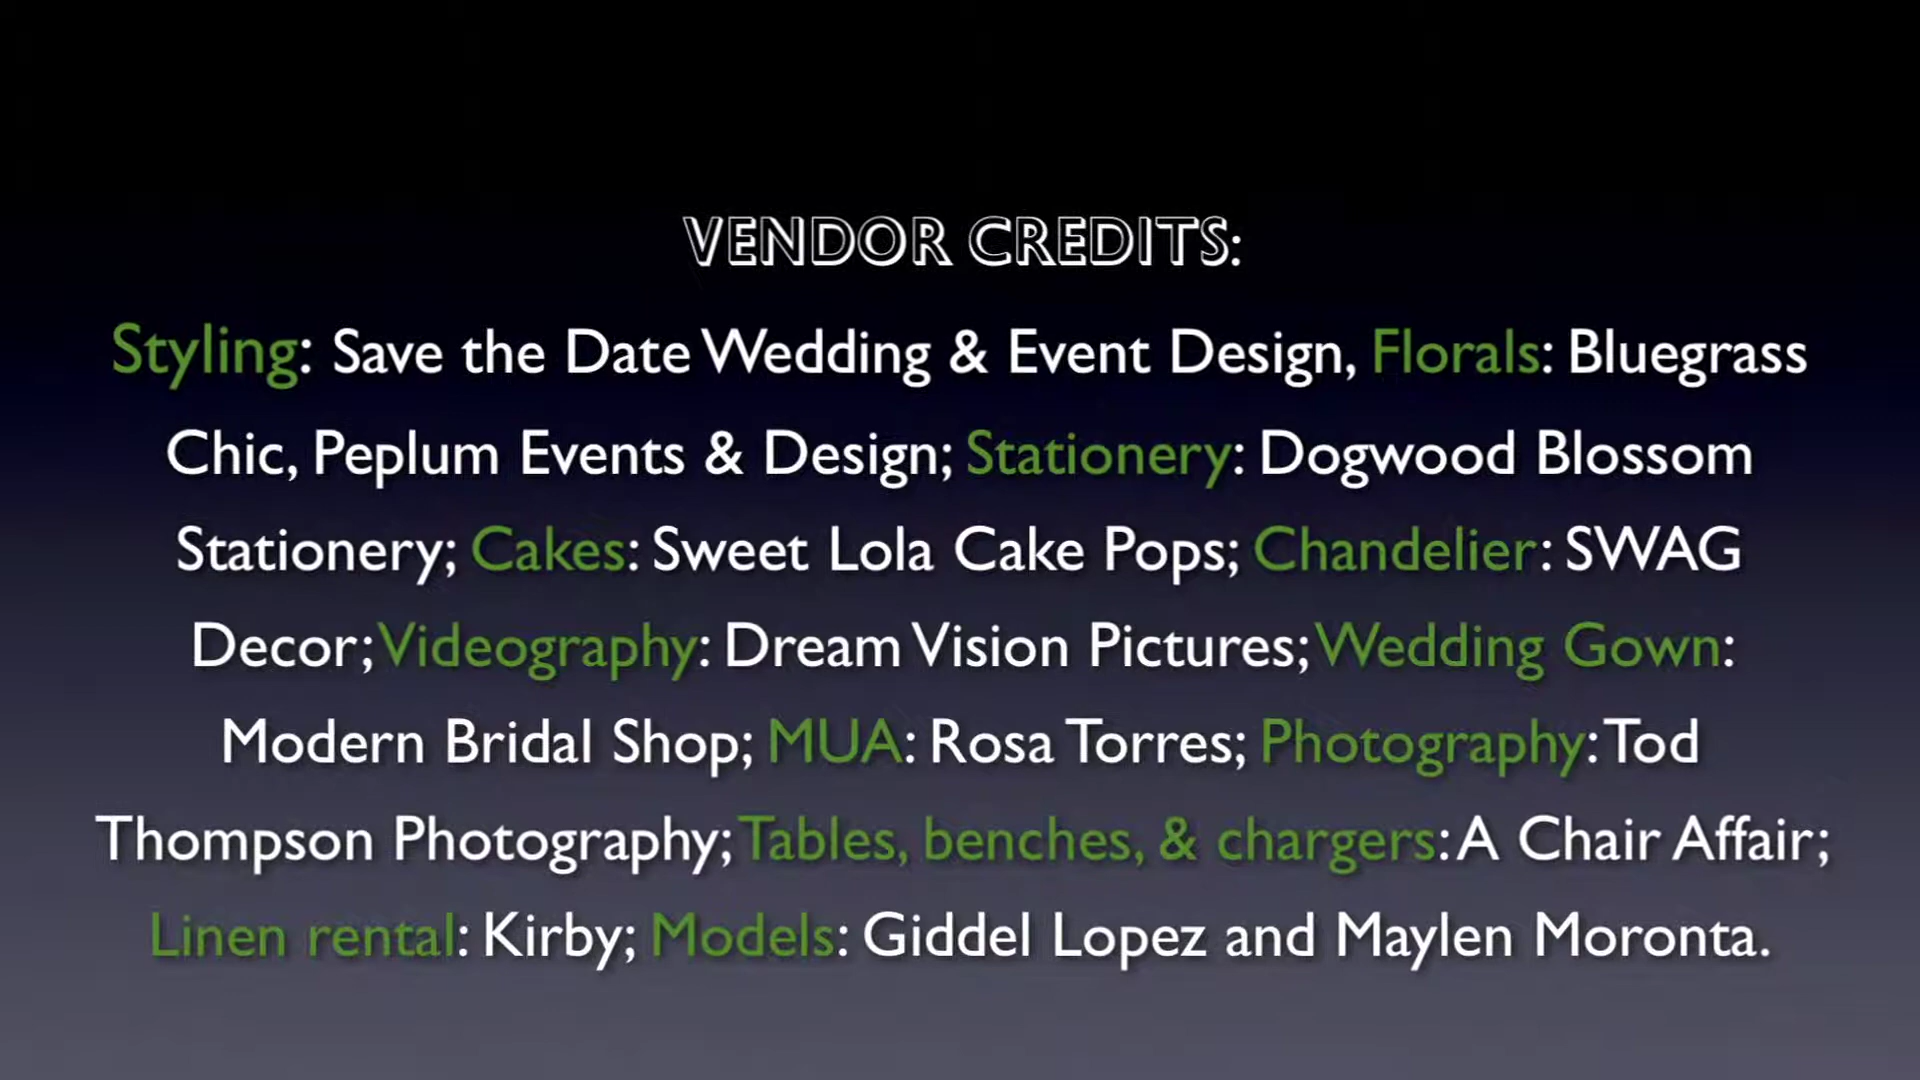 VENDOR CREDITS:
Styling: Save the Date Wedding & Event Design, Florals: Bluegrass
Chic, Peplum Events & Design; Stationery: Dogwood Blossom
Stationery; Cakes: Sweet Lola Cake Pops; Chandelier: SWAG
Decor; Videography: Dream Vision Pictures; Wedding Gown:
Modern Bridal Shop; MUA: Rosa Torres; Photography: Tod
Thompson Photography; Tables, benches, & chargers: A Chair Affair;
Linen rental: Kirby; Models: Giddel Lopez and Maylen Moronta.